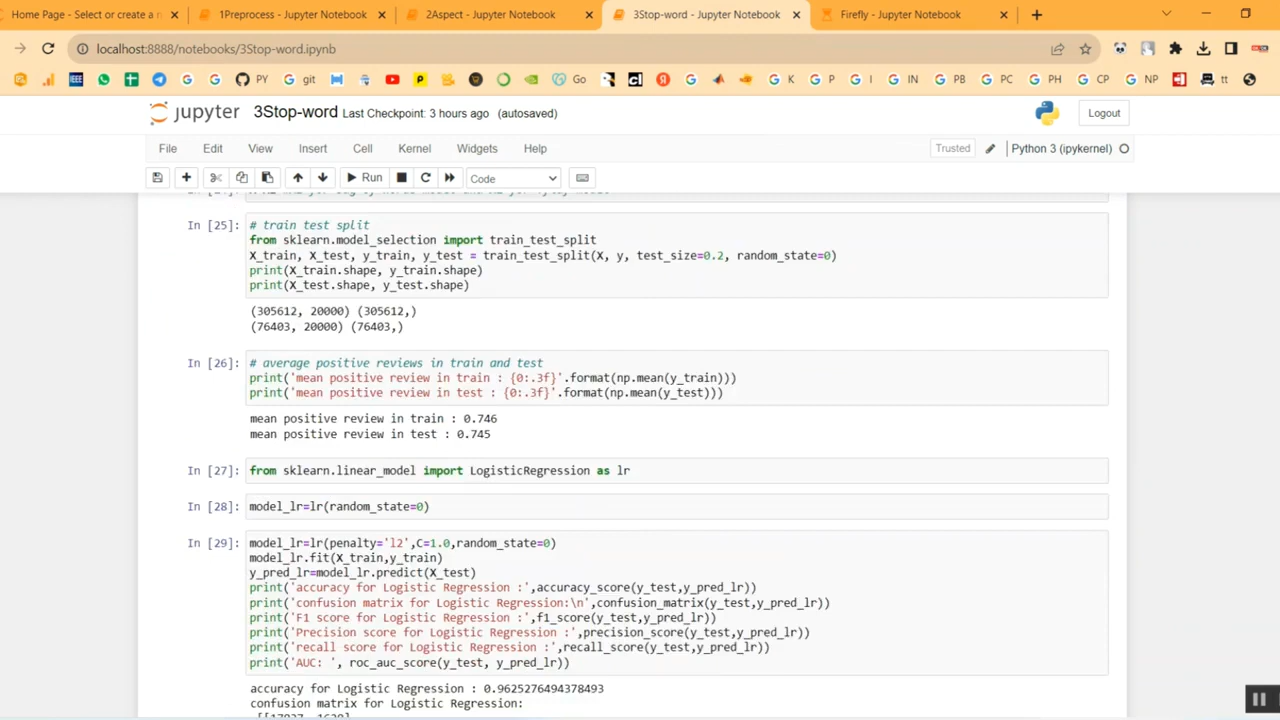 Home Page - Select or create a n
1Preprocess - Jupyter Notebook
2Aspect - Jupyter Notebook
3Stop-word - Jupyter Notebook
Firefly - Jupyter Notebook
localhost:8888/notebooks/3Stop-word.ipynb
PY
git
Go
K
P
I
IN
PB
PC
PH
CP
NP
tt
jupyter 3Stop-word Last Checkpoint: 3 hours ago (autosaved)
Logout
File Edit View Insert Cell Kernel Widgets Help
Trusted
Python 3 (ipykernel)
Run
Code
In [25]: # train test split
from sklearn.model_selection import train_test_split
X_train, X_test, y_train, y_test = train_test_split(X, y, test_size=0.2, random_state=0)
print(X_train.shape, y_train.shape)
print(X_test.shape, y_test.shape)
(305612, 20000) (305612,)
(76403, 20000) (76403,)
In [26]: # average positive reviews in train and test
print('mean positive review in train : {0:.3f}'.format(np.mean(y_train)))
print('mean positive review in test : {0:.3f}'.format(np.mean(y_test)))
mean positive review in train : 0.746
mean positive review in test : 0.745
In [27]: from sklearn.linear_model import LogisticRegression as lr
In [28]: model_lr=lr(random_state=0)
In [29]: model_lr=lr(penalty='l2',C=1.0,random_state=0)
model_lr.fit(X_train,y_train)
y_pred_lr=model_lr.predict(X_test)
print('accuracy for Logistic Regression :',accuracy_score(y_test,y_pred_lr))
print('confusion matrix for Logistic Regression:\n',confusion_matrix(y_test,y_pred_lr))
print('F1 score for Logistic Regression :',f1_score(y_test,y_pred_lr))
print('Precision score for Logistic Regression :',precision_score(y_test,y_pred_lr))
print('recall score for Logistic Regression :',recall_score(y_test,y_pred_lr))
print('AUC: ', roc_auc_score(y_test, y_pred_lr))
accuracy for Logistic Regression : 0.9625276494378493
confusion matrix for Logistic Regression: